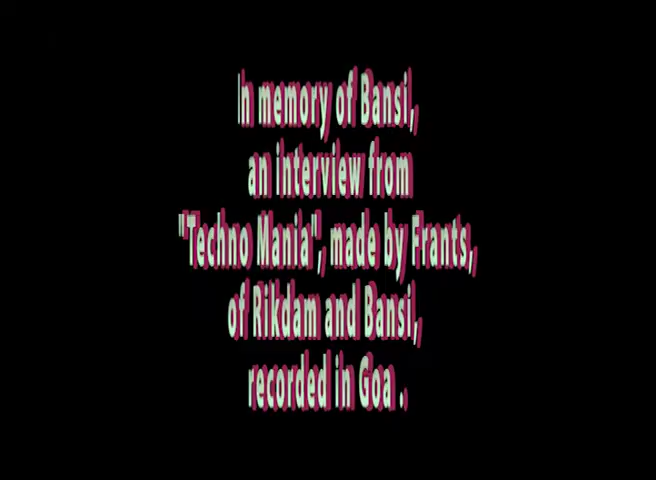 In memory of Bansi,
an interview from
"Techno Mania", made by Frants,
of Rikdam and Bansi,
recorded in Goa ..